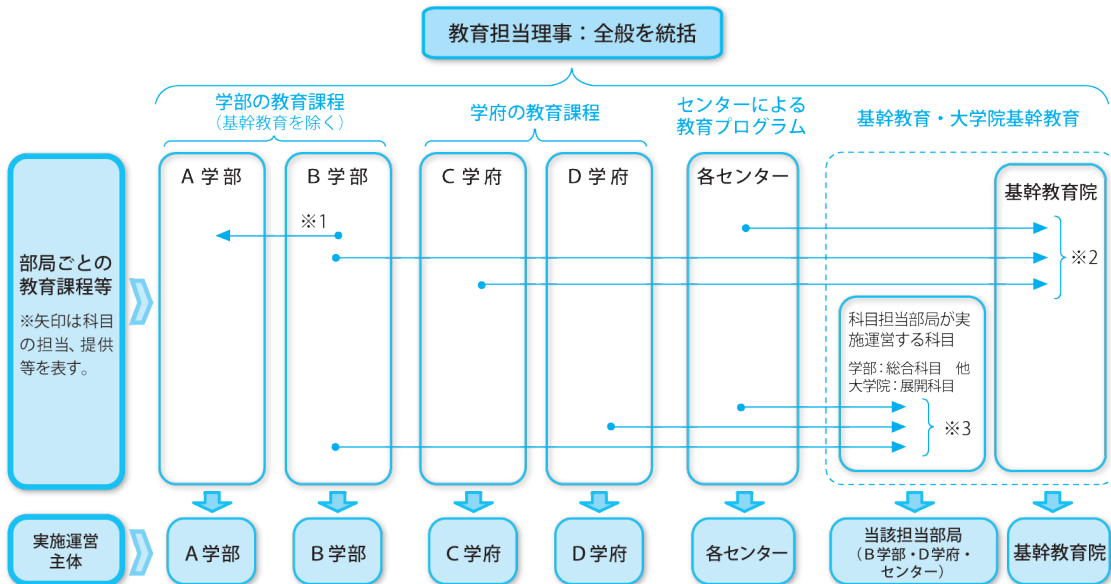 教育担当理事：全般を統括
学部の教育課程
（基幹教育を除く）
学府の教育課程
センターによる
教育プログラム
基幹教育・大学院基幹教育
部局ごとの
教育課程等
※矢印は科目
の担当、提供
等を表す。
A 学部
B 学部
C 学府
D 学府
各センター
基幹教育院
※1
※2
科目担当部局が実
施運営する科目
学部：総合科目　他
大学院：展開科目
※3
実施運営
主体
A 学部
B 学部
C 学府
D 学府
各センター
当該担当部局
（B学部・D学府・
センター）
基幹教育院